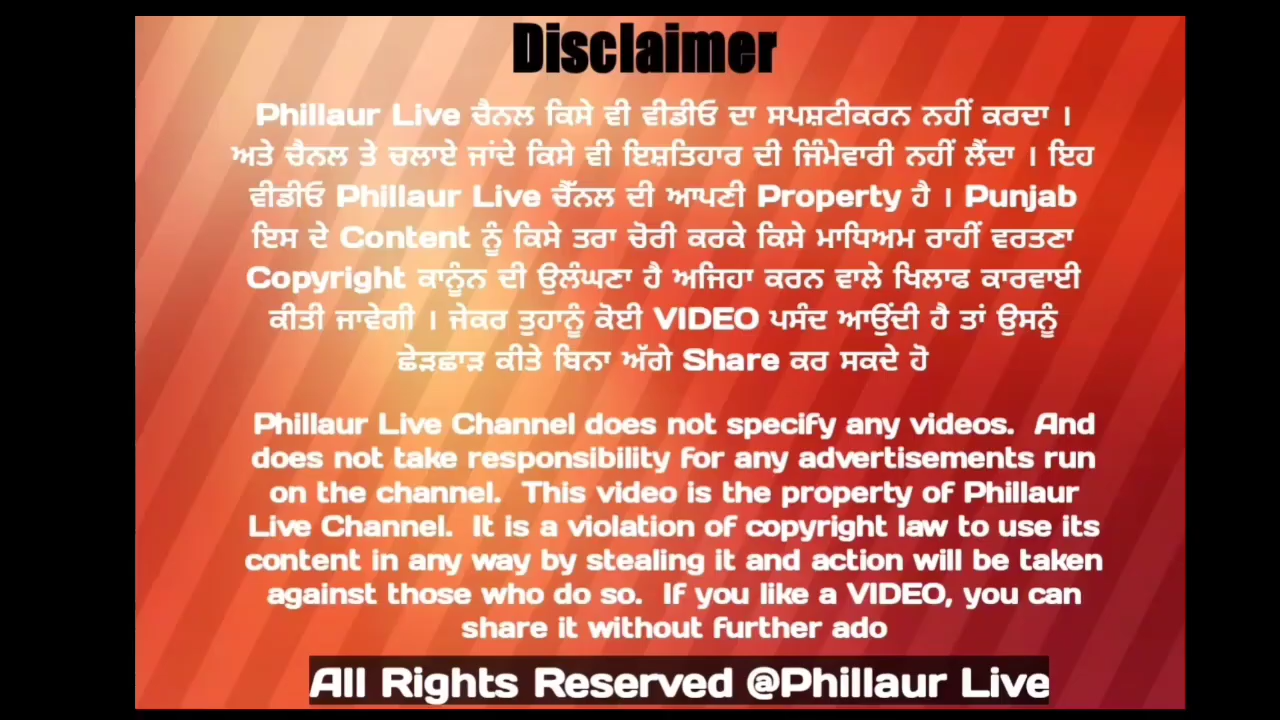 Disclaimer
Phillaur Live ਚੈਨਲ ਕਿਸੇ ਵੀ ਵੀਡੀਓ ਦਾ ਸਪਸ਼ਟੀਕਰਨ ਨਹੀਂ ਕਰਦਾ ।
ਅਤੇ ਚੈਨਲ ਤੇ ਚਲਾਏ ਜਾਂਦੇ ਕਿਸੇ ਵੀ ਇਸ਼ਤਿਹਾਰ ਦੀ ਜਿੰਮੇਵਾਰੀ ਨਹੀਂ ਲੈਂਦਾ । ਇਹ
ਵੀਡੀਓ Phillaur Live ਚੈੱਨਲ ਦੀ ਆਪਣੀ Property ਹੈ । Punjab
ਇਸ ਦੇ Content ਨੂੰ ਕਿਸੇ ਤਰਾ ਚੋਰੀ ਕਰਕੇ ਕਿਸੇ ਮਾਧਿਅਮ ਰਾਹੀਂ ਵਰਤਣਾ
Copyright ਕਾਨੂੰਨ ਦੀ ਉਲੰਘਣਾ ਹੈ ਅਜਿਹਾ ਕਰਨ ਵਾਲੇ ਖਿਲਾਫ ਕਾਰਵਾਈ
ਕੀਤੀ ਜਾਵੇਗੀ । ਜੇਕਰ ਤੁਹਾਨੂੰ ਕੋਈ VIDEO ਪਸੰਦ ਆਉਂਦੀ ਹੈ ਤਾਂ ਉਸਨੂੰ
ਛੇੜਛਾੜ ਕੀਤੇ ਬਿਨਾ ਅੱਗੇ Share ਕਰ ਸਕਦੇ ਹੋ
Phillaur Live Channel does not specify any videos. And
does not take responsibility for any advertisements run
on the channel. This video is the property of Phillaur
Live Channel. It is a violation of copyright law to use its
content in any way by stealing it and action will be taken
against those who do so. If you like a VIDEO, you can
share it without further ado
All Rights Reserved @Phillaur Live